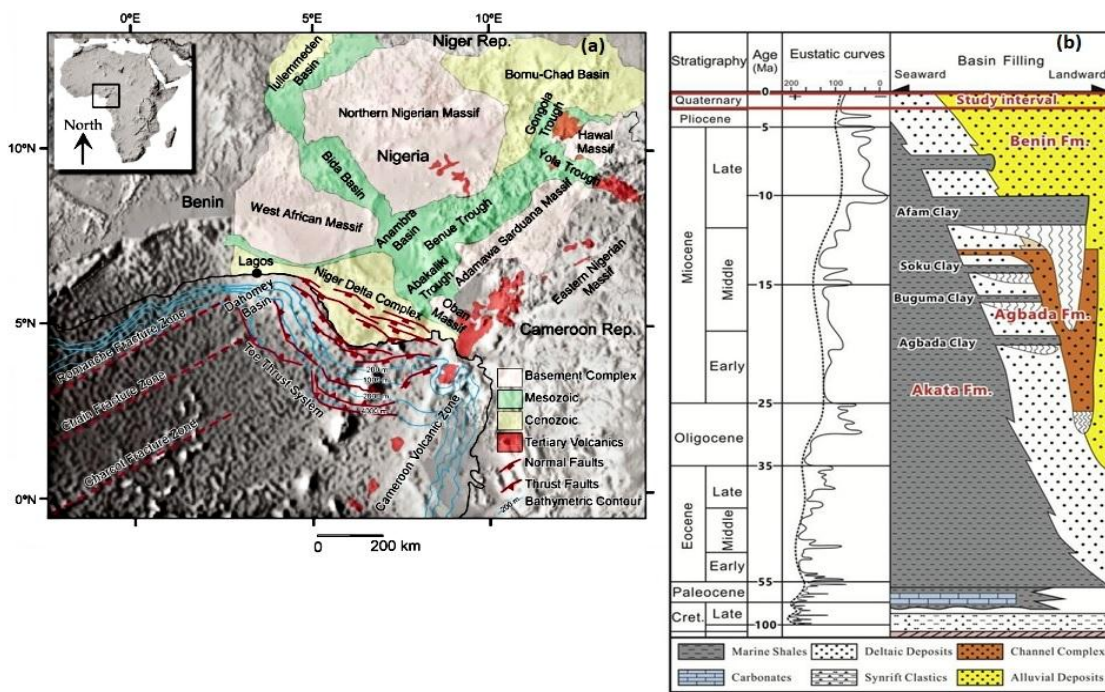 0°E
5°E
10°E
(a)
North
Iullemmeden
Basin
Niger Rep.
Bornu-Chad Basin
Northern Nigerian Massif
Gongola
Trough
Hawal
Massif
10°N
Nigeria
Bida Basin
Yola Trough
Benin
West African Massif
Anambra
Basin
Benue Trough
Adamawa Sarduana Massif
Abakaliki
Trough
Eastern Nigerian
Massif
Lagos
Niger Delta Complex
Dahomey
Basin
Oban
Massif
5°N
Cameroon Rep.
Romanche Fracture Zone
Toe Thrust System
200 m.
Charcot Fracture Zone
Cameroon Volcanic Zone
Basement Complex
Mesozoic
Cenozoic
Tertiary Volcanics
Normal Faults
Thrust Faults
-200 m.
Bathymetric Contour
0°N
0 200 km
(b)
Stratigraphy
Age
(Ma)
Eustatic curves
200 100 0
Basin Filling
Seaward
Landward
Quaternary
0
Study interval
Pliocene
5
Benin Fm.
Miocene
Late
10
Afam Clay
Middle
Soku Clay
15
Buguma Clay
Agbada Fm.
Agbada Clay
Early
Akata Fm.
25
Oligocene
35
Eocene
Late
Middle
Early
55
Paleocene
Cret.
Late
100
Marine Shales
Deltaic Deposits
Channel Complex
Carbonates
Synrift Clastics
Alluvial Deposits